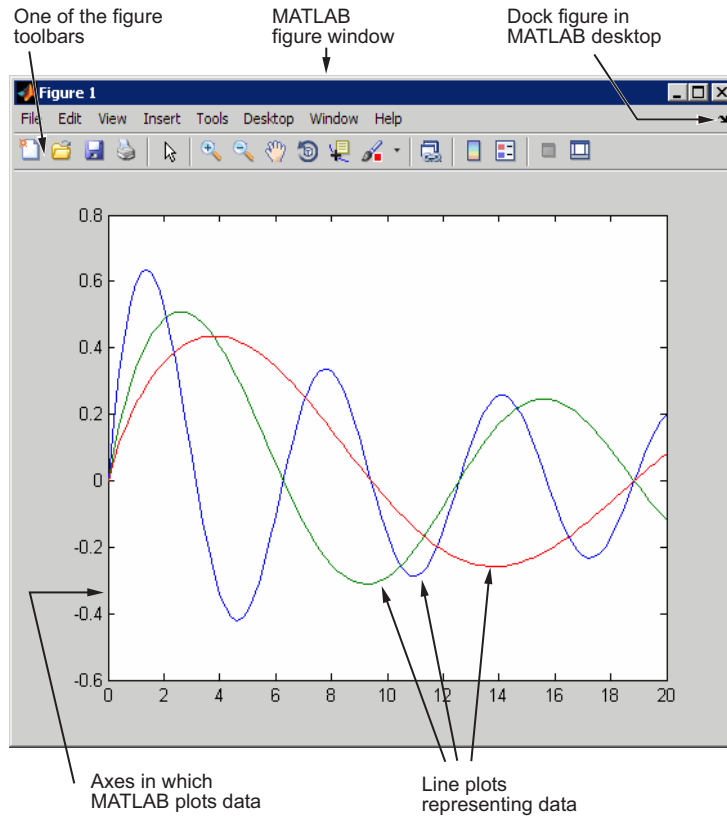 One of the figure
toolbars
MATLAB
figure window
Dock figure in
MATLAB desktop
Figure 1
File Edit View Insert Tools Desktop Window Help
0.8
0.6
0.4
0.2
0
-0.2
-0.4
-0.6
0 2 4 6 8 10 12 14 16 18 20
Axes in which
MATLAB plots data
Line plots
representing data